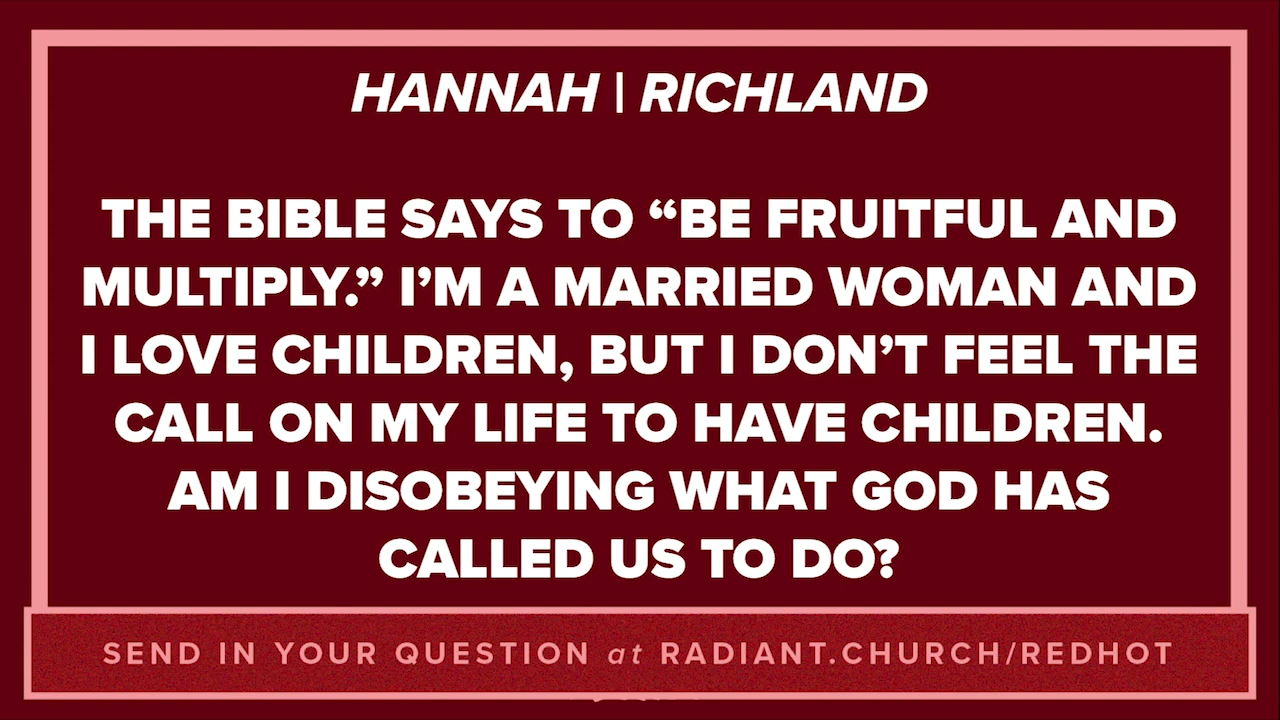 HANNAH | RICHLAND
THE BIBLE SAYS TO “BE FRUITFUL AND
MULTIPLY.” I’M A MARRIED WOMAN AND
I LOVE CHILDREN, BUT I DON’T FEEL THE
CALL ON MY LIFE TO HAVE CHILDREN.
AM I DISOBEYING WHAT GOD HAS
CALLED US TO DO?
SEND IN YOUR QUESTION at RADIANT.CHURCH/REDHOT